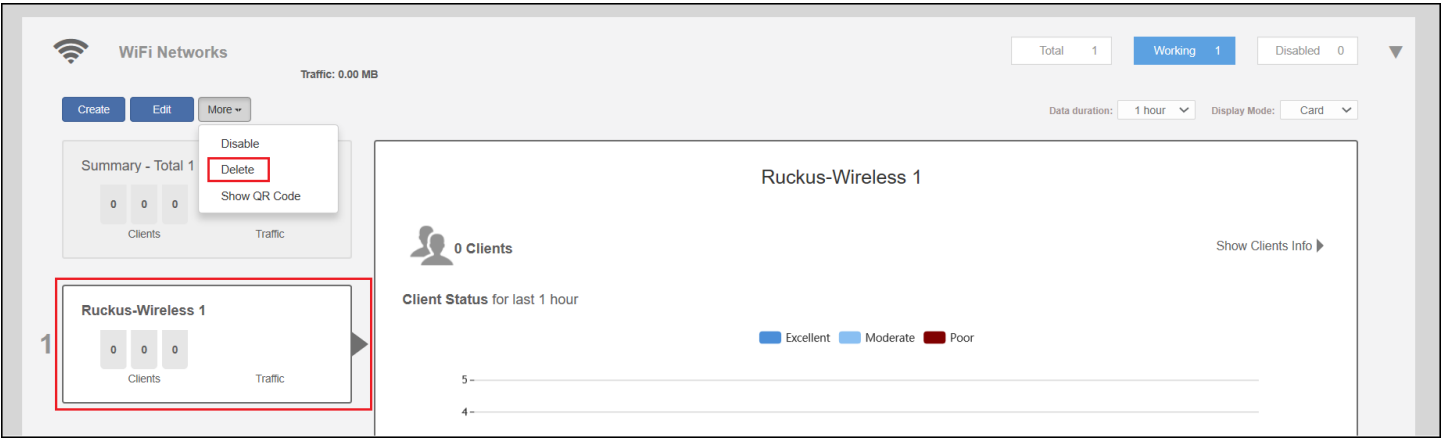 WiFi Networks
Traffic: 0.00 MB
Total 1
Working 1
Disabled 0
Create
Edit
More
Data duration: 1 hour
Display Mode: Card
Disable
Delete
Show QR Code
Summary - Total 1
0 0 0
Clients Traffic
1
Ruckus-Wireless 1
0 0 0
Clients Traffic
Ruckus-Wireless 1
0 Clients
Show Clients Info
Client Status for last 1 hour
Excellent Moderate Poor
5
4